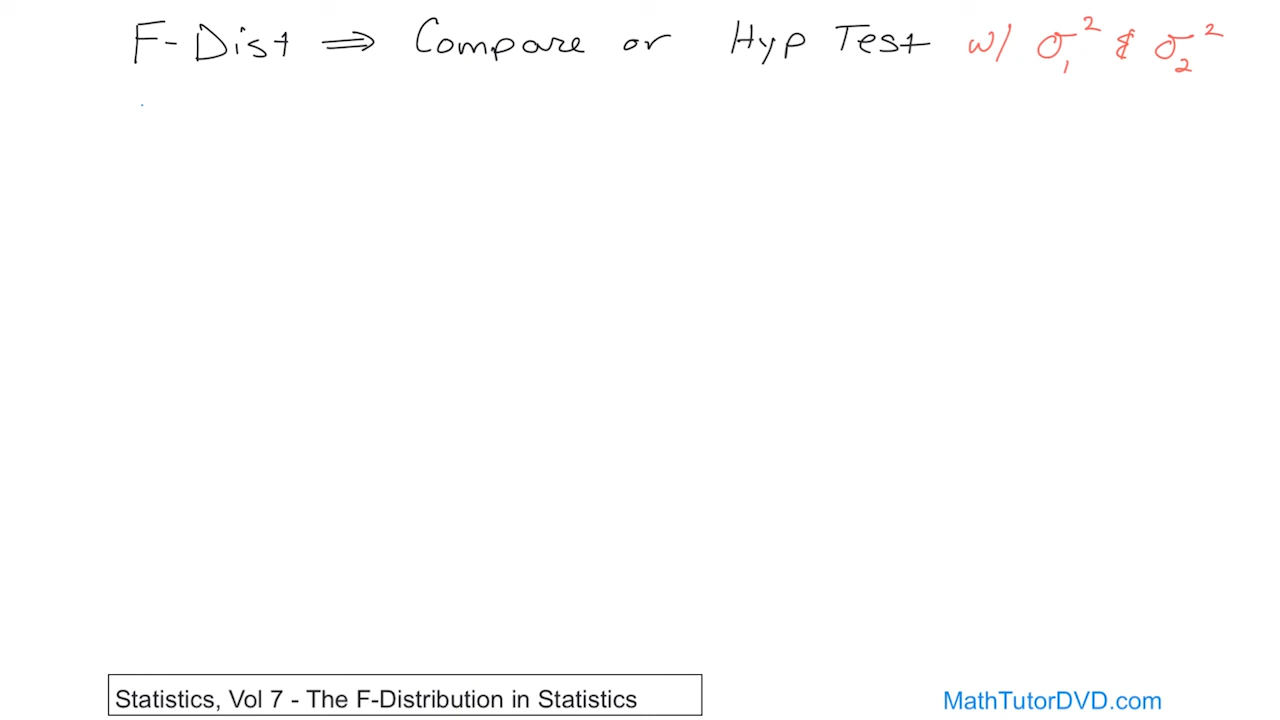 F-Dist ⇒ Compare or Hyp Test w/ σ₁² & σ₂²
Statistics, Vol 7 - The F-Distribution in Statistics
MathTutorDVD.com